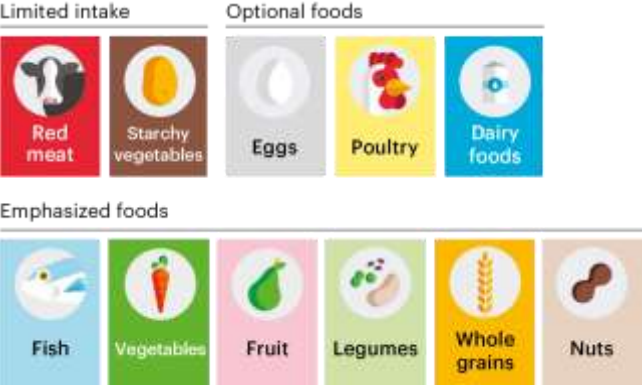 Limited intake
Optional foods
Red
meat
Starchy
vegetables
Eggs
Poultry
Dairy
foods
Emphasized foods
Fish
Vegetables
Fruit
Legumes
Whole
grains
Nuts